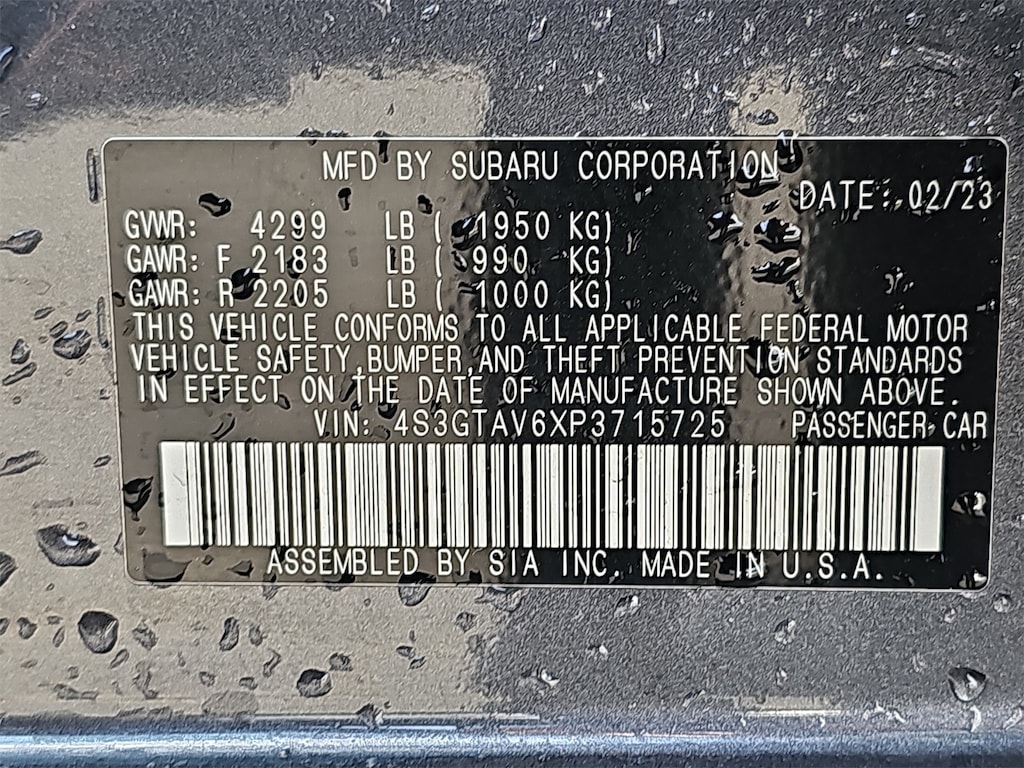 MFD BY SUBARU CORPORATION
DATE: 02/23
GVWR: 4299 LB ( 1950 KG)
GAWR: F 2183 LB ( 990 KG)
GAWR: R 2205 LB ( 1000 KG)
THIS VEHICLE CONFORMS TO ALL APPLICABLE FEDERAL MOTOR
VEHICLE SAFETY,BUMPER,AND THEFT PREVENTION STANDARDS
IN EFFECT ON THE DATE OF MANUFACTURE SHOWN ABOVE.
VIN: 4S3GTAV6XP3715725 PASSENGER CAR
ASSEMBLED BY SIA INC. MADE IN U.S.A.